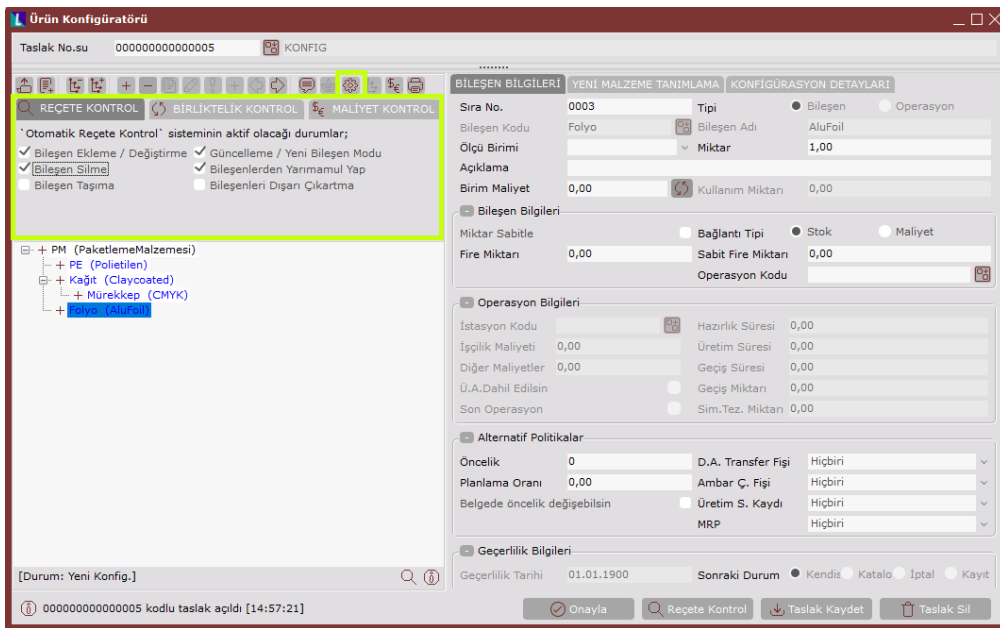 Ürün Konfigüratörü
Taslak No.su 000000000000005 KONFIG
REÇETE KONTROL BİRLİKTELİK KONTROL MALİYET KONTROL
`Otomatik Reçete Kontrol` sisteminin aktif olacağı durumlar;
Bileşen Ekleme / Değiştirme Güncelleme / Yeni Bileşen Modu
Bileşen Silme Bileşenlerden Yarımamul Yap
Bileşen Taşıma Bileşenleri Dışarı Çıkartma
PM (PaketlemeMalzemesi)
PE (Polietilen)
Kağıt (Claycoated)
Mürekkep (CMYK)
Folyo (AluFoil)
[Durum: Yeni Konfig.]
BİLEŞEN BİLGİLERİ YENİ MALZEME TANIMLAMA KONFİGÜRASYON DETAYLARI
Sıra No. 0003 Tipi Bileşen Operasyon
Bileşen Kodu Folyo Bileşen Adı AluFoil
Ölçü Birimi Miktar 1,00
Açıklama
Birim Maliyet 0,00 Kullanım Miktarı 0,00
Bileşen Bilgileri
Miktar Sabitle Bağlantı Tipi Stok Maliyet
Fire Miktarı 0,00 Sabit Fire Miktarı 0,00
Operasyon Kodu
Operasyon Bilgileri
İstasyon Kodu Hazırlık Süresi 0,00
İşçilik Maliyeti 0,00 Üretim Süresi 0,00
Diğer Maliyetler 0,00 Geçiş Süresi 0,00
Ü.A.Dahil Edilsin Geçiş Miktarı 0,00
Son Operasyon Sim.Tez. Miktarı 0,00
Alternatif Politikalar
Öncelik 0 D.A. Transfer Fişi Hiçbiri
Planlama Oranı 0,00 Ambar Ç. Fişi Hiçbiri
Belgede öncelik değişebilsin Üretim S. Kaydı Hiçbiri
MRP Hiçbiri
Geçerlilik Bilgileri
Geçerlilik Tarihi 01.01.1900 Sonraki Durum Kendis Katalo İptal Kayıt
000000000000005 kodlu taslak açıldı [14:57:21] Onayla Reçete Kontrol Taslak Kaydet Taslak Sil